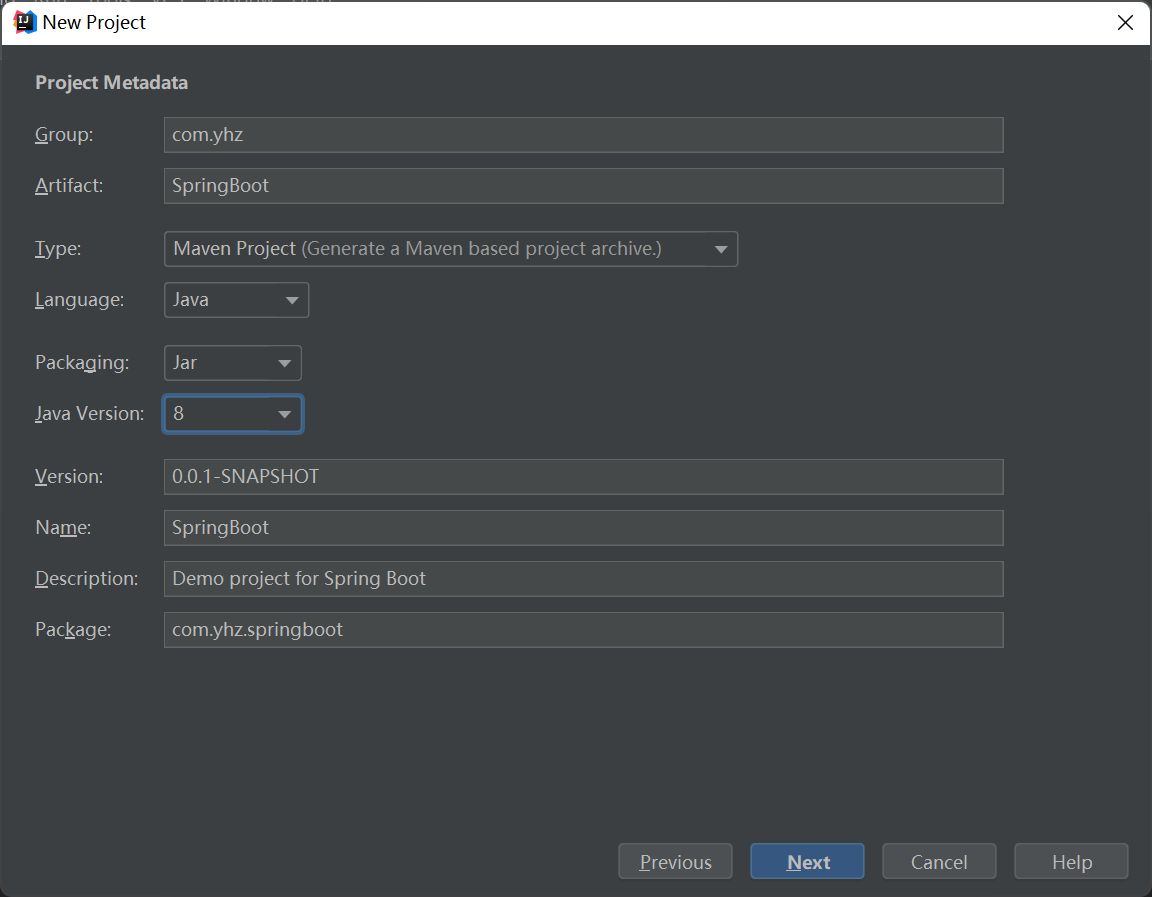 New Project
Project Metadata
Group: com.yhz
Artifact: SpringBoot
Type: Maven Project (Generate a Maven based project archive.)
Language: Java
Packaging: Jar
Java Version: 8
Version: 0.0.1-SNAPSHOT
Name: SpringBoot
Description: Demo project for Spring Boot
Package: com.yhz.springboot
Previous Next Cancel Help